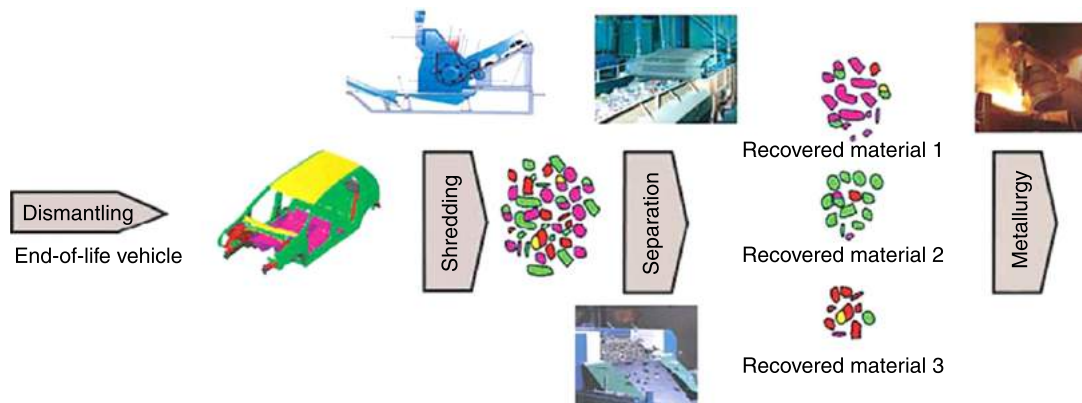 Dismantling
End-of-life vehicle
Shredding
Separation
Recovered material 1
Recovered material 2
Recovered material 3
Metallurgy